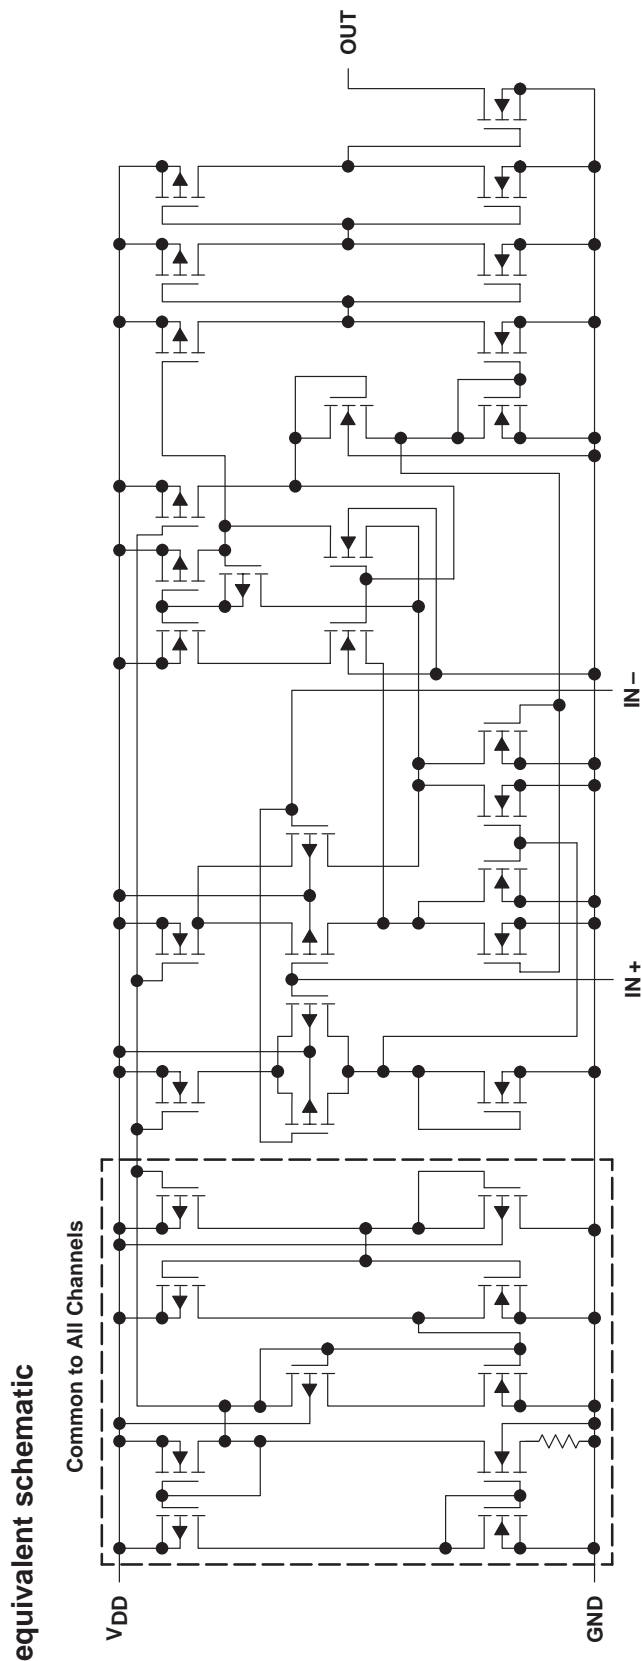 equivalent schematic
Common to All Channels
VDD
GND
IN+
IN−
OUT